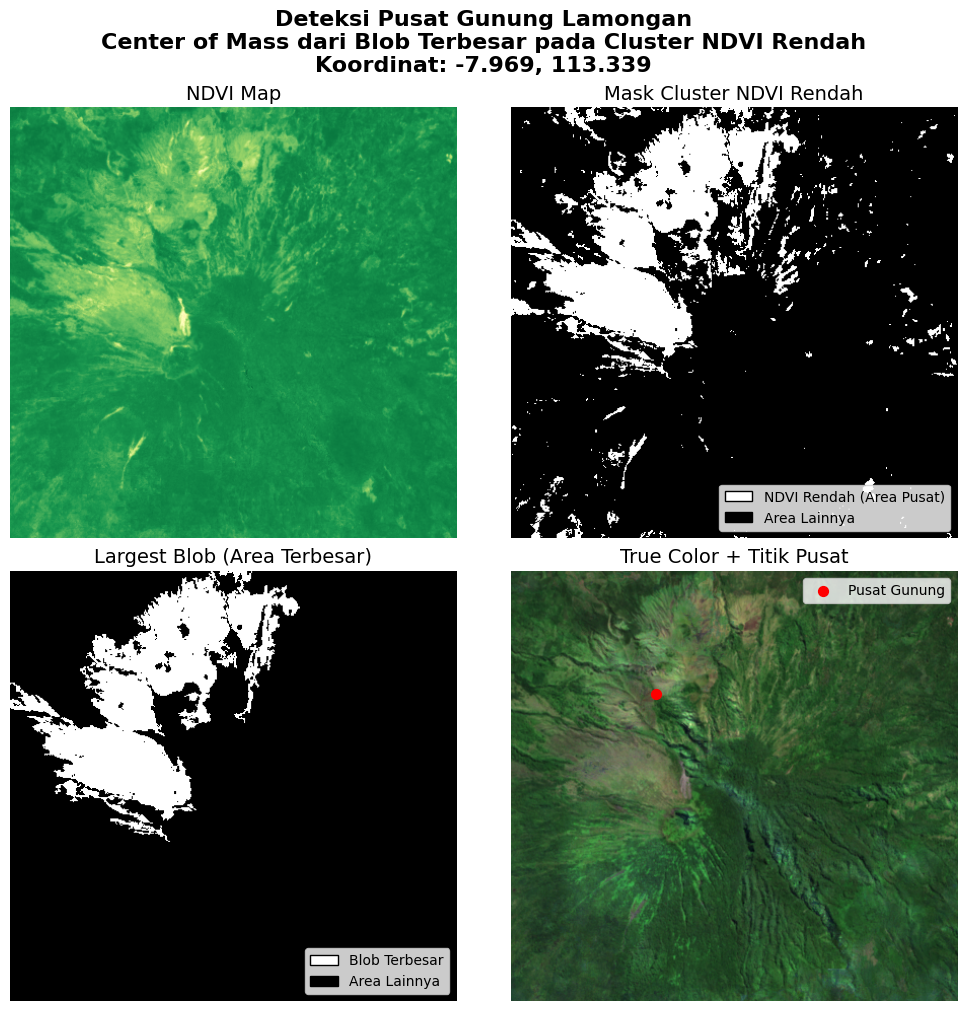 Deteksi Pusat Gunung Lamongan
Center of Mass dari Blob Terbesar pada Cluster NDVI Rendah
Koordinat: -7.969, 113.339
NDVI Map
Mask Cluster NDVI Rendah
NDVI Rendah (Area Pusat)
Area Lainnya
Largest Blob (Area Terbesar)
True Color + Titik Pusat
Pusat Gunung
Blob Terbesar
Area Lainnya